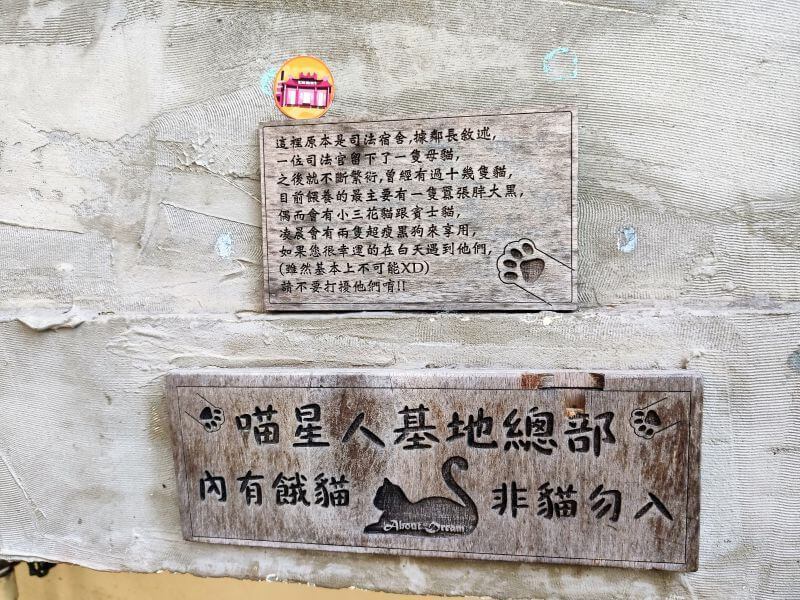 這裡原本是司法宿舍,據鄰長敘述,
一位司法官留下了一隻母貓,
之後就不斷繁衍,曾經有過十幾隻貓,
目前餵養的最主要有一隻囂張胖大黑,
偶而會有小三花貓跟賓士貓,
凌晨會有兩隻超瘦黑狗來享用,
如果您很幸運的在白天遇到他們,
(雖然基本上不可能XD)
請不要打擾他們唷!!
喵星人基地總部
內有餓貓 非貓勿入
About Dream